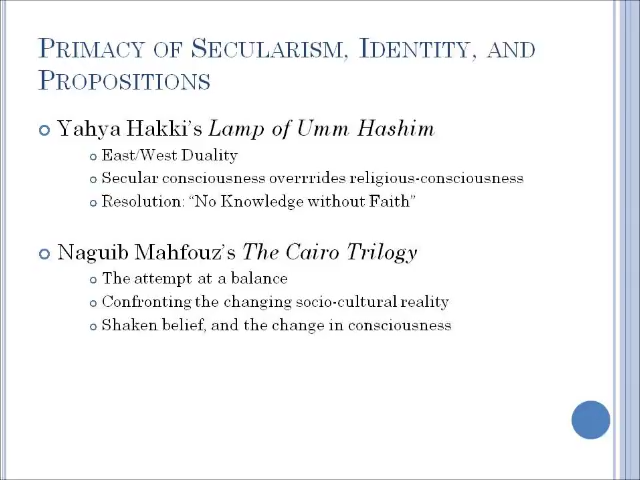 PRIMACY OF SECULARISM, IDENTITY, AND
PROPOSITIONS
Yahya Hakki's Lamp of Umm Hashim
East/West Duality
Secular consciousness overrrides religious-consciousness
Resolution: “No Knowledge without Faith”
Naguib Mahfouz's The Cairo Trilogy
The attempt at a balance
Confronting the changing socio-cultural reality
Shaken belief, and the change in consciousness